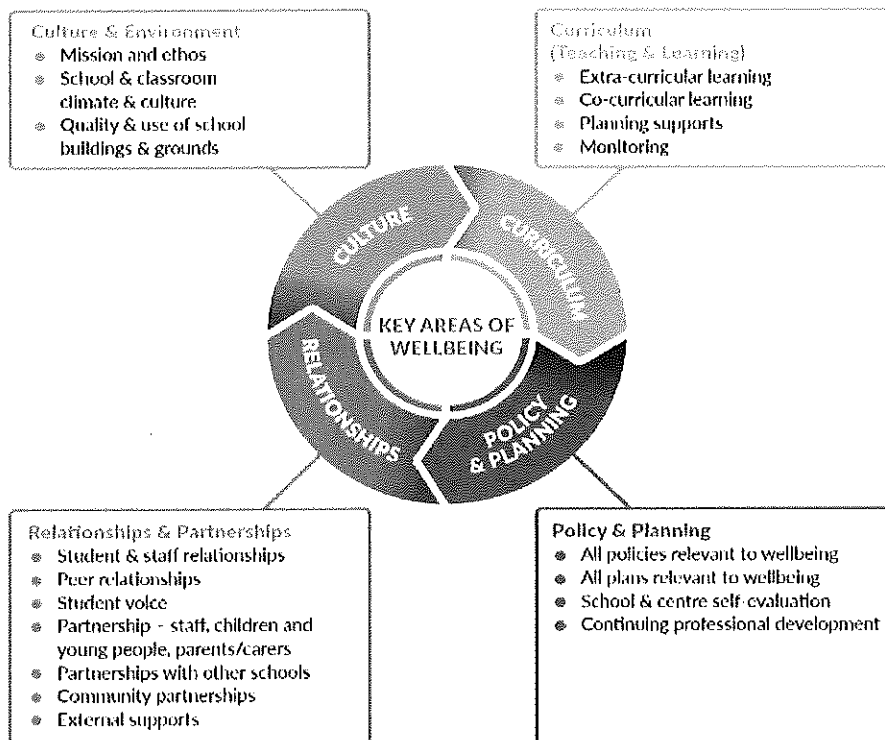 Culture & Environment
Mission and ethos
School & classroom
climate & culture
Quality & use of school
buildings & grounds
Curriculum
(Teaching & Learning)
Extra-curricular learning
Co-curricular learning
Planning supports
Monitoring
CULTURE
CURRICULUM
KEY AREAS OF
WELLBEING
RELATIONSHIPS
POLICY
& PLANNING
Relationships & Partnerships
Student & staff relationships
Peer relationships
Student voice
Partnership - staff, children and
young people, parents/carers
Partnerships with other schools
Community partnerships
External supports
Policy & Planning
All policies relevant to wellbeing
All plans relevant to wellbeing
School & centre self-evaluation
Continuing professional development